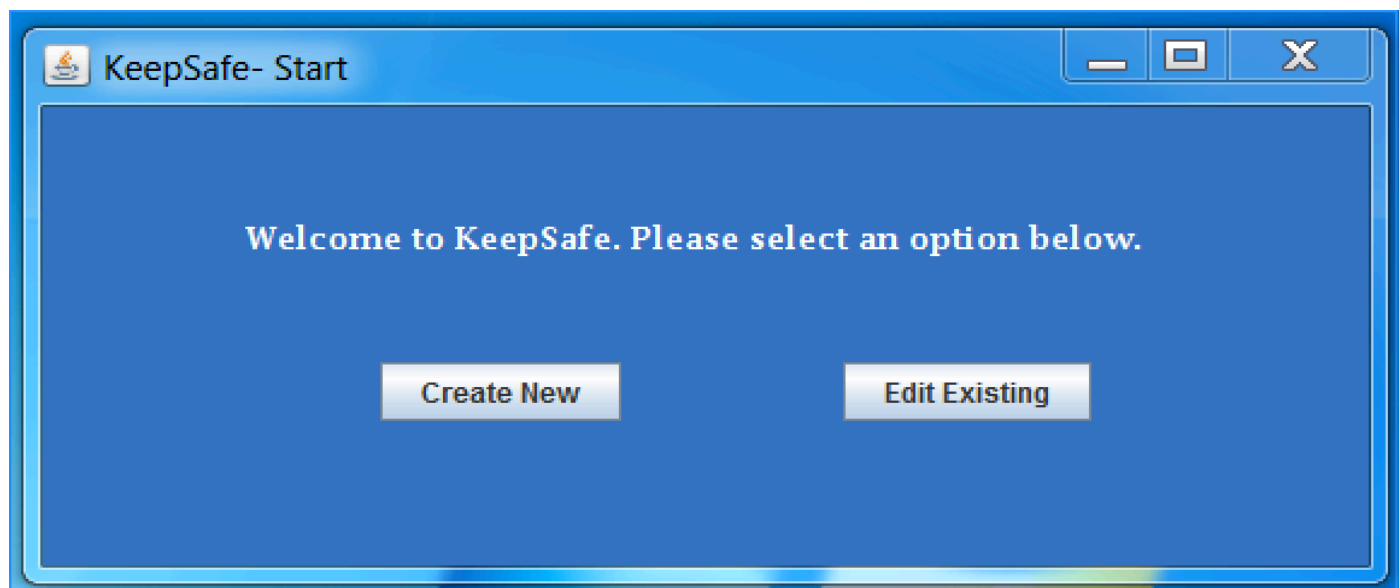 KeepSafe- Start
Welcome to KeepSafe. Please select an option below.
Create New
Edit Existing